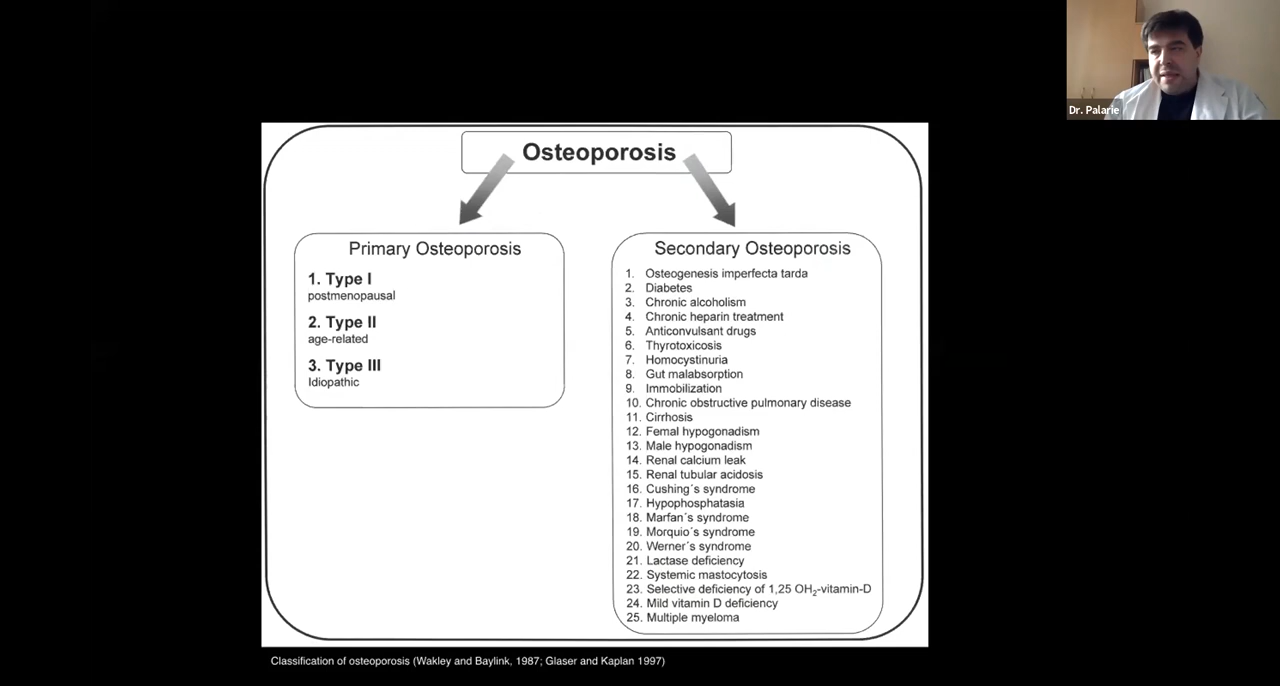 Dr. Palarie
Osteoporosis
Primary Osteoporosis
1. Type I
postmenopausal
2. Type II
age-related
3. Type III
Idiopathic
Secondary Osteoporosis
1. Osteogenesis imperfecta tarda
2. Diabetes
3. Chronic alcoholism
4. Chronic heparin treatment
5. Anticonvulsant drugs
6. Thyrotoxicosis
7. Homocystinuria
8. Gut malabsorption
9. Immobilization
10. Chronic obstructive pulmonary disease
11. Cirrhosis
12. Femal hypogonadism
13. Male hypogonadism
14. Renal calcium leak
15. Renal tubular acidosis
16. Cushing´s syndrome
17. Hypophosphatasia
18. Marfan´s syndrome
19. Morquio´s syndrome
20. Werner´s syndrome
21. Lactase deficiency
22. Systemic mastocytosis
23. Selective deficiency of 1,25 OH₂-vitamin-D
24. Mild vitamin D deficiency
25. Multiple myeloma
Classification of osteoporosis (Wakley and Baylink, 1987; Glaser and Kaplan 1997)